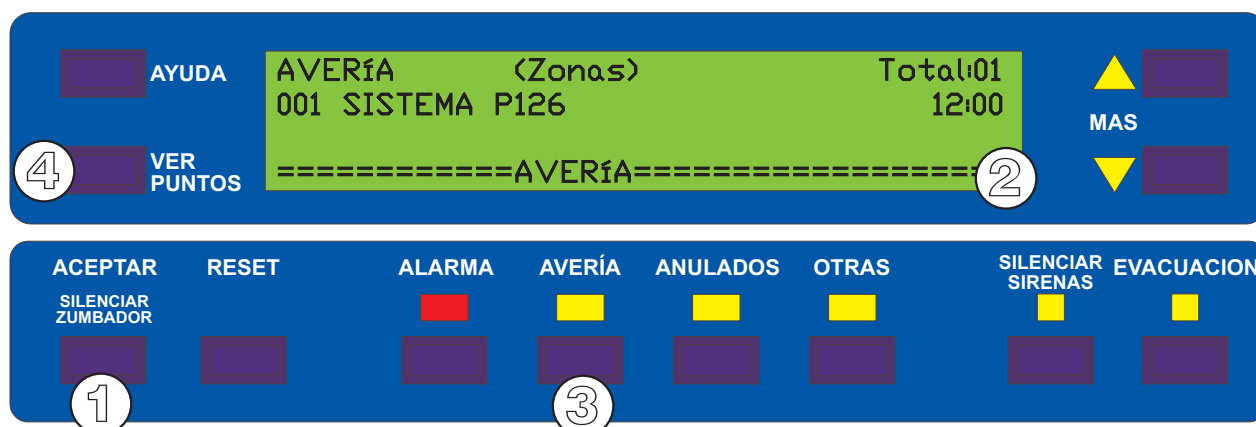 AYUDA
AVERíA (Zonas) Total:01
001 SISTEMA P126 12:00
MAS
4
VER
PUNTOS
============AVERíA==================
2
ACEPTAR RESET ALARMA AVERÍA ANULADOS OTRAS SILENCIAR
SIRENAS EVACUACION
SILENCIAR
ZUMBADOR
1
3